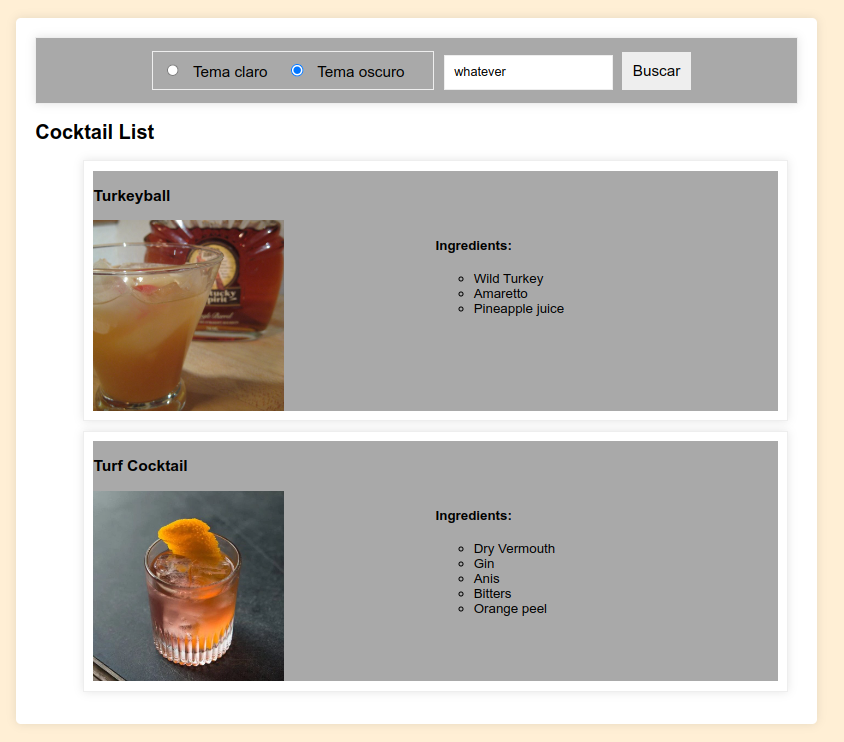 Tema claro Tema oscuro whatever Buscar
Cocktail List
Turkeyball
Ingredients:
Wild Turkey
Amaretto
Pineapple juice
Turf Cocktail
Ingredients:
Dry Vermouth
Gin
Anis
Bitters
Orange peel